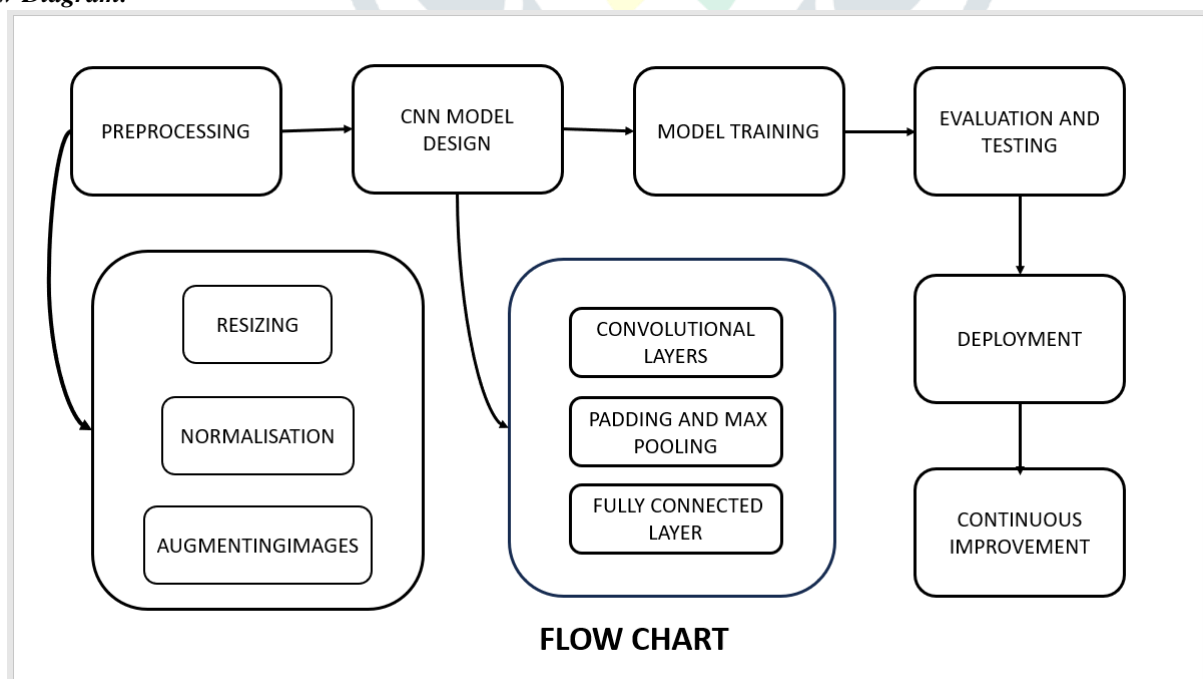 w Diagram:
PREPROCESSING
CNN MODEL
DESIGN
MODEL TRAINING
EVALUATION AND
TESTING
RESIZING
NORMALISATION
AUGMENTINGIMAGES
CONVOLUTIONAL
LAYERS
PADDING AND MAX
POOLING
FULLY CONNECTED
LAYER
DEPLOYMENT
CONTINUOUS
IMPROVEMENT
FLOW CHART